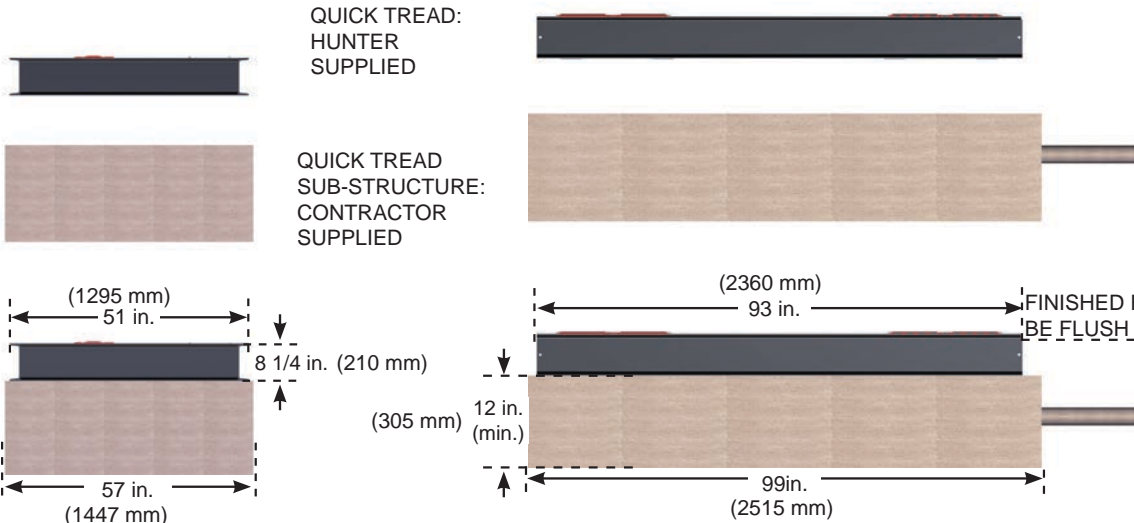 QUICK TREAD:
HUNTER
SUPPLIED
QUICK TREAD
SUB-STRUCTURE:
CONTRACTOR
SUPPLIED
(1295 mm)
51 in.
8 1/4 in. (210 mm)
57 in.
(1447 mm)
(2360 mm)
93 in.
FINISHED
BE FLUSH
(305 mm)
12 in.
(min.)
99in.
(2515 mm)